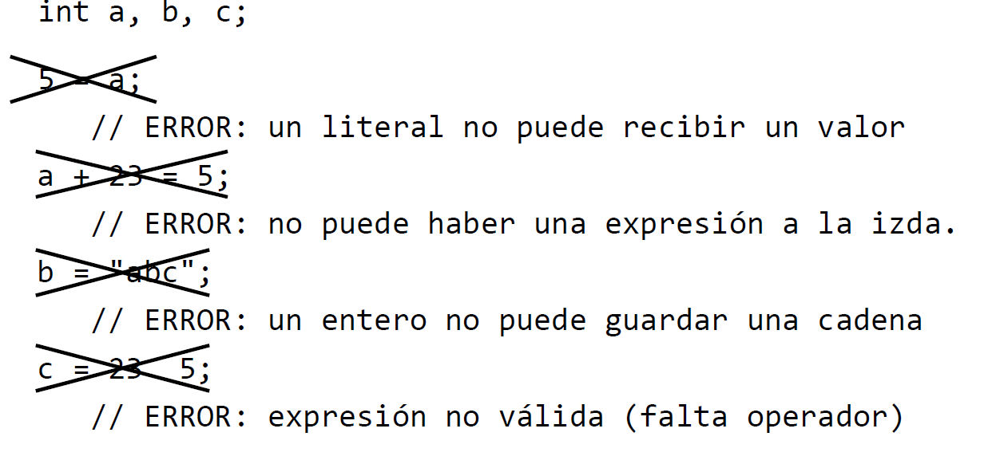 int a, b, c;
5 = a;
// ERROR: un literal no puede recibir un valor
a + 23 = 5;
// ERROR: no puede haber una expresión a la izda.
b = "abc";
// ERROR: un entero no puede guardar una cadena
c = 23  5;
// ERROR: expresión no válida (falta operador)